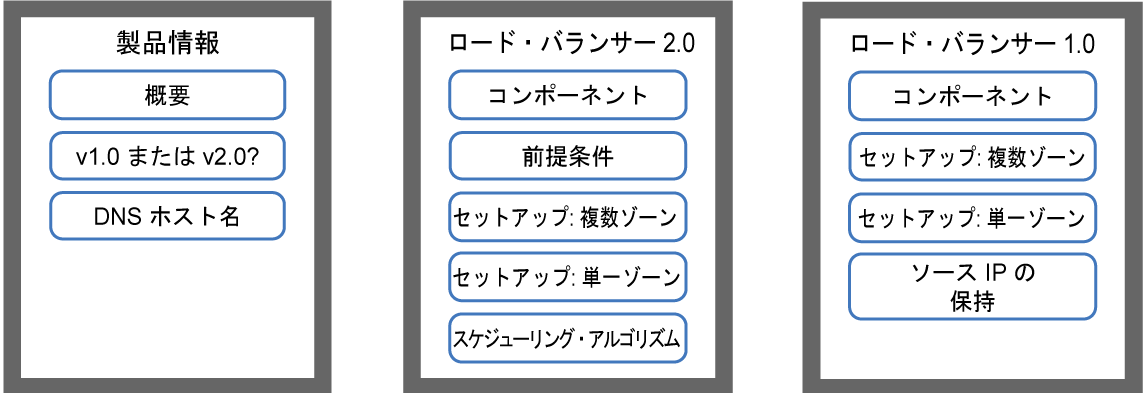 製品情報
概要
v1.0 または v2.0?
DNS ホスト名
ロード・バランサー 2.0
コンポーネント
前提条件
セットアップ: 複数ゾーン
セットアップ: 単一ゾーン
スケジューリング・アルゴリズム
ロード・バランサー 1.0
コンポーネント
セットアップ: 複数ゾーン
セットアップ: 単一ゾーン
ソース IP の
保持